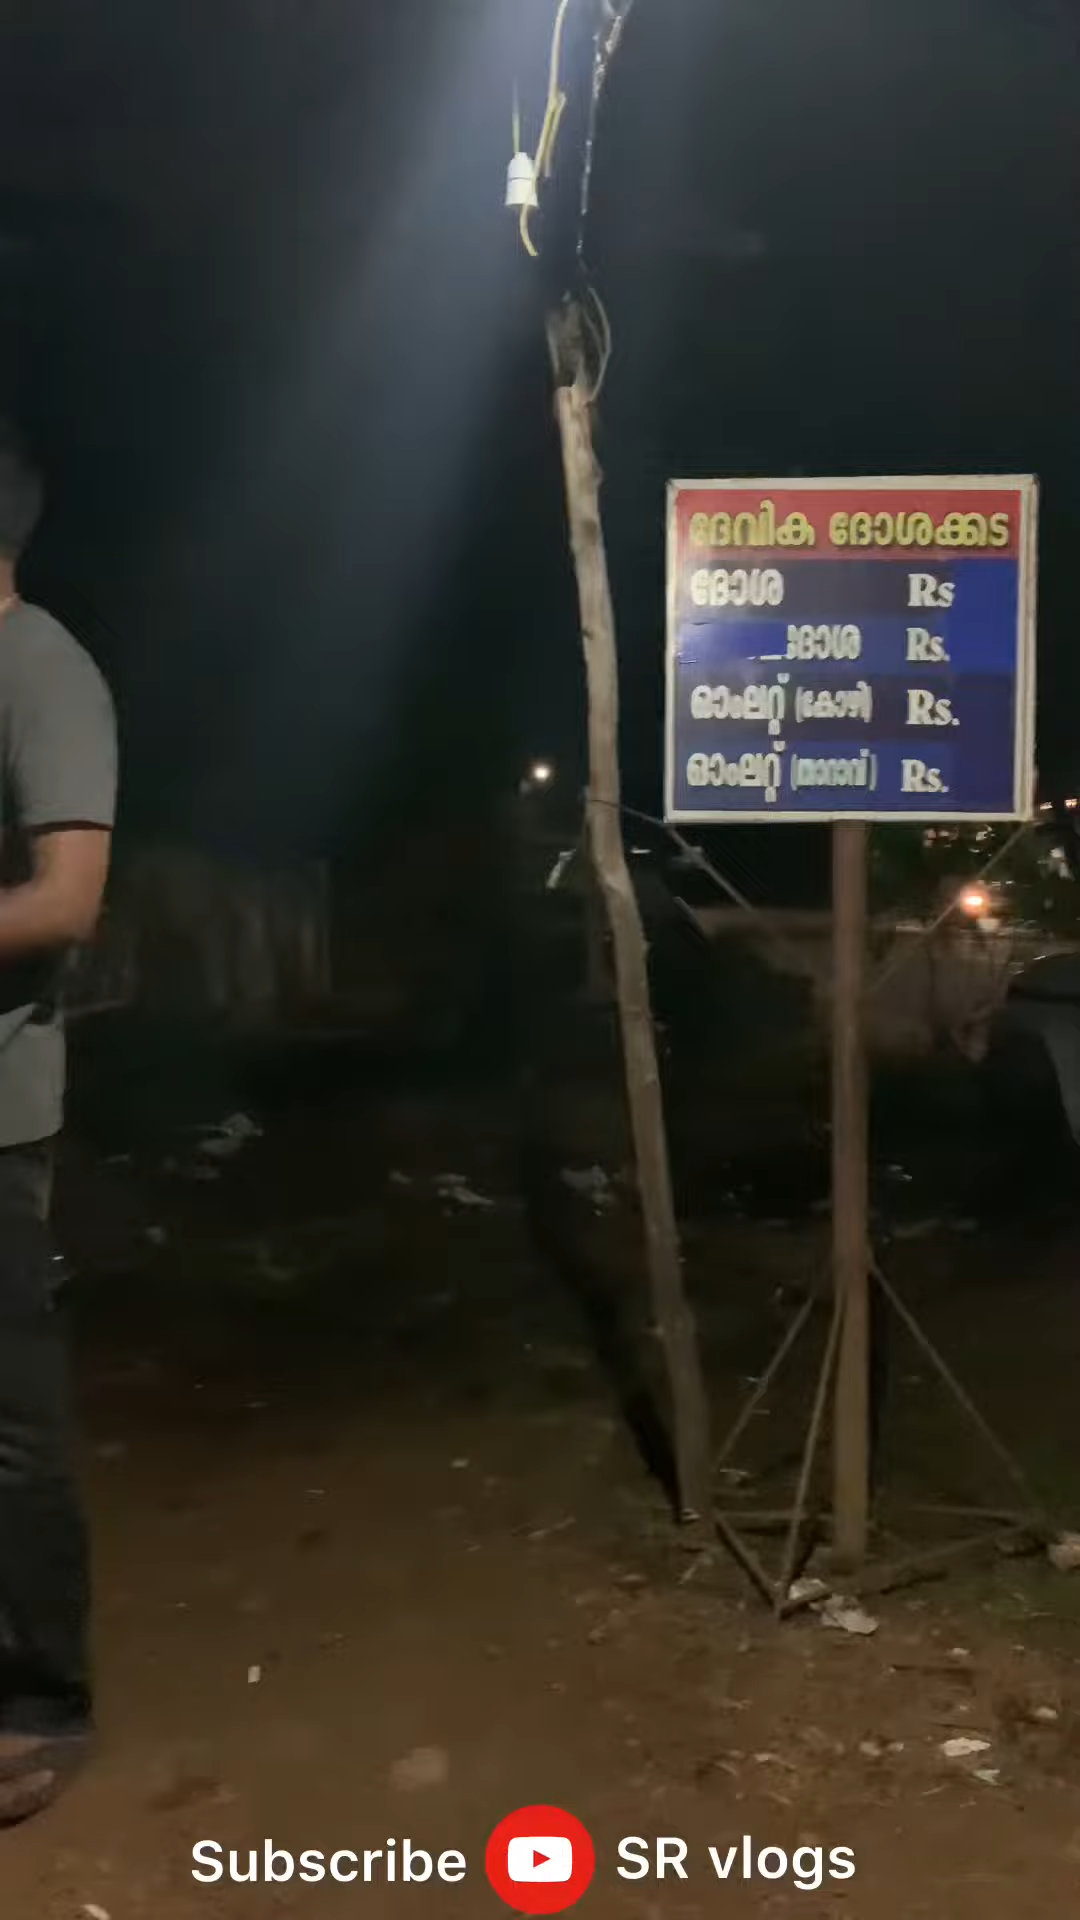 ദേവിക ദോശക്കട
ദോശ Rs
ദോശ Rs.
ഓംലറ്റ് (കോഴി) Rs.
ഓംലറ്റ് (താറാവ്) Rs.
Subscribe SR vlogs